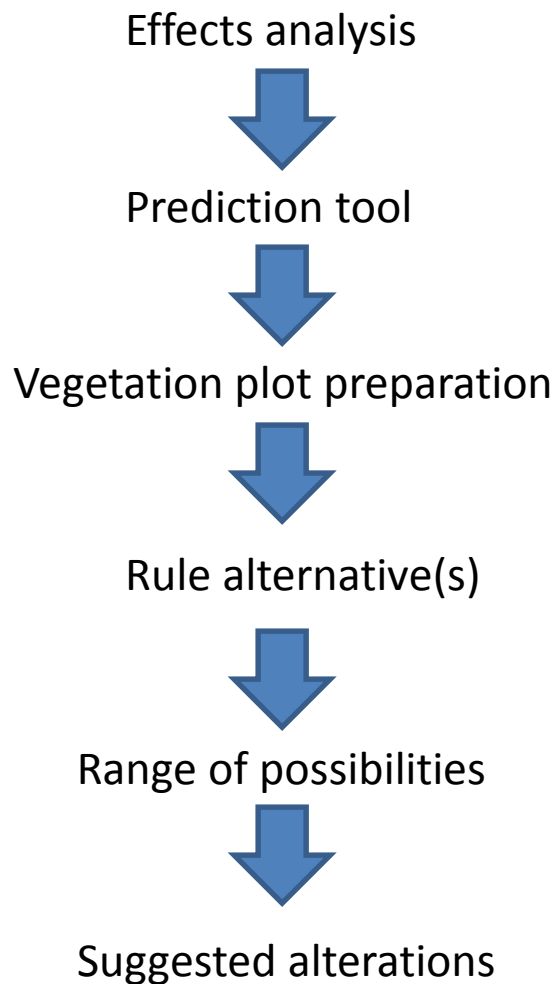 Effects analysis
Prediction tool
Vegetation plot preparation
Rule alternative(s)
Range of possibilities
Suggested alterations